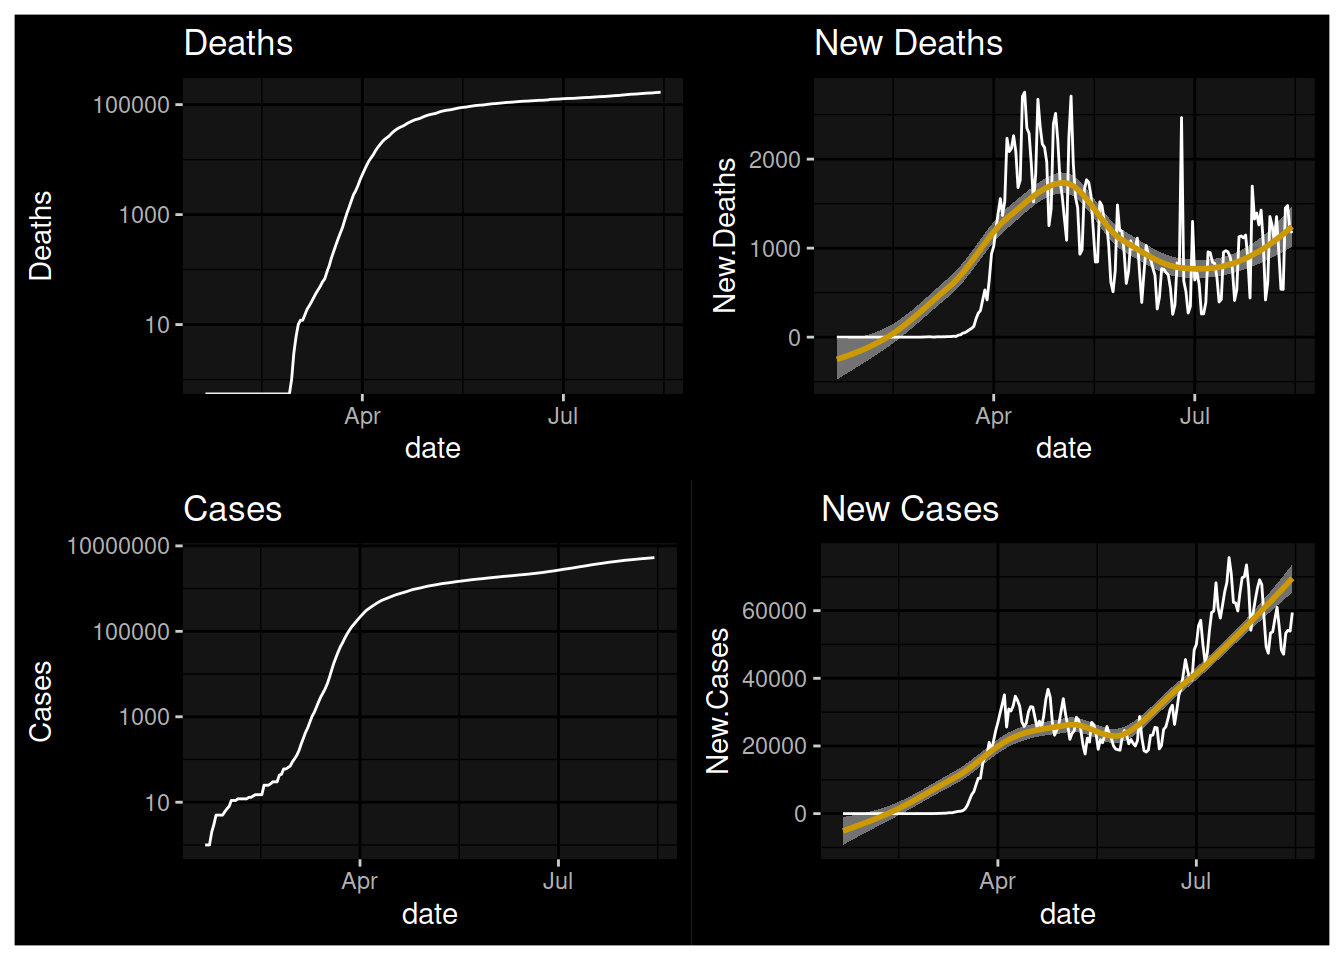 Deaths
Deaths
100000
1000
10
Apr
Jul
date
New Deaths
New.Deaths
2000
1000
0
Apr
Jul
date
Cases
Cases
10000000
100000
1000
10
Apr
Jul
date
New Cases
New.Cases
60000
40000
20000
0
Apr
Jul
date